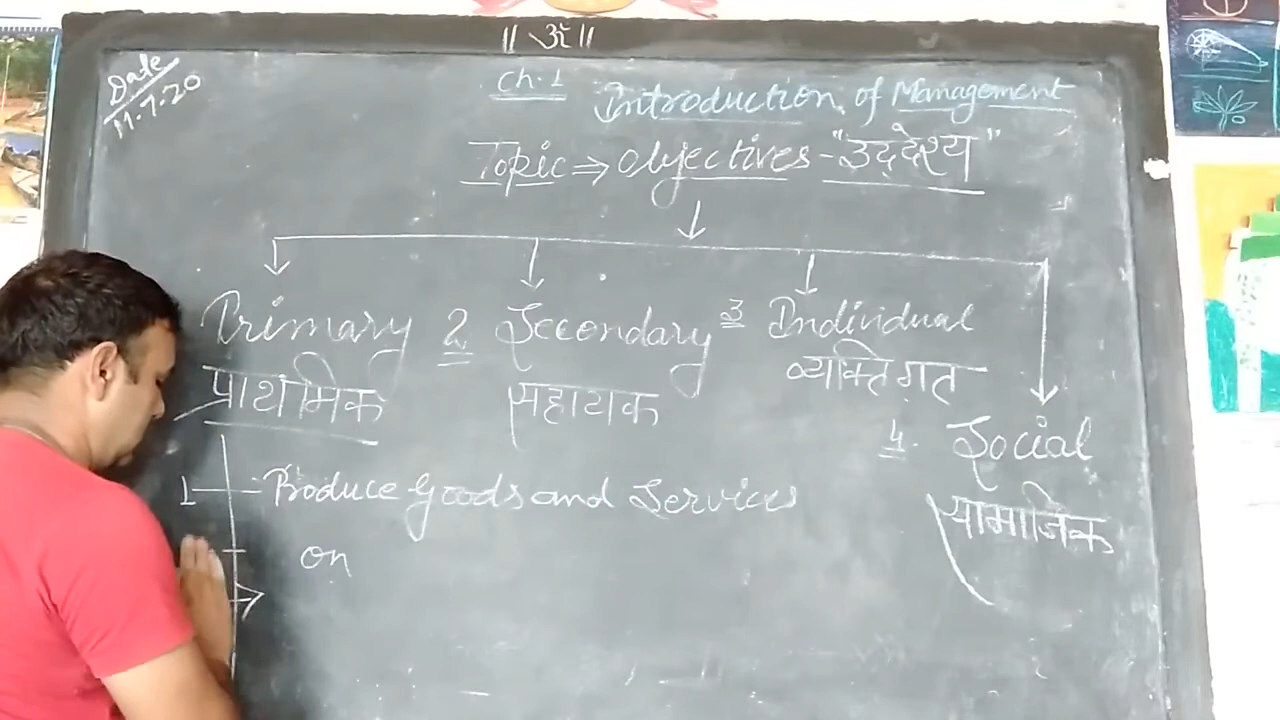 || ॐ ||
Date
11.7.20
Ch. 1 Introduction of Management
Topic ⇒ Objectives - "उद्देश्य"
Primary 2. Secondary 3 Individual
प्राथमिक सहायक व्यक्तिगत
4. Social
सामाजिक
1 Produce Goods and Services
on